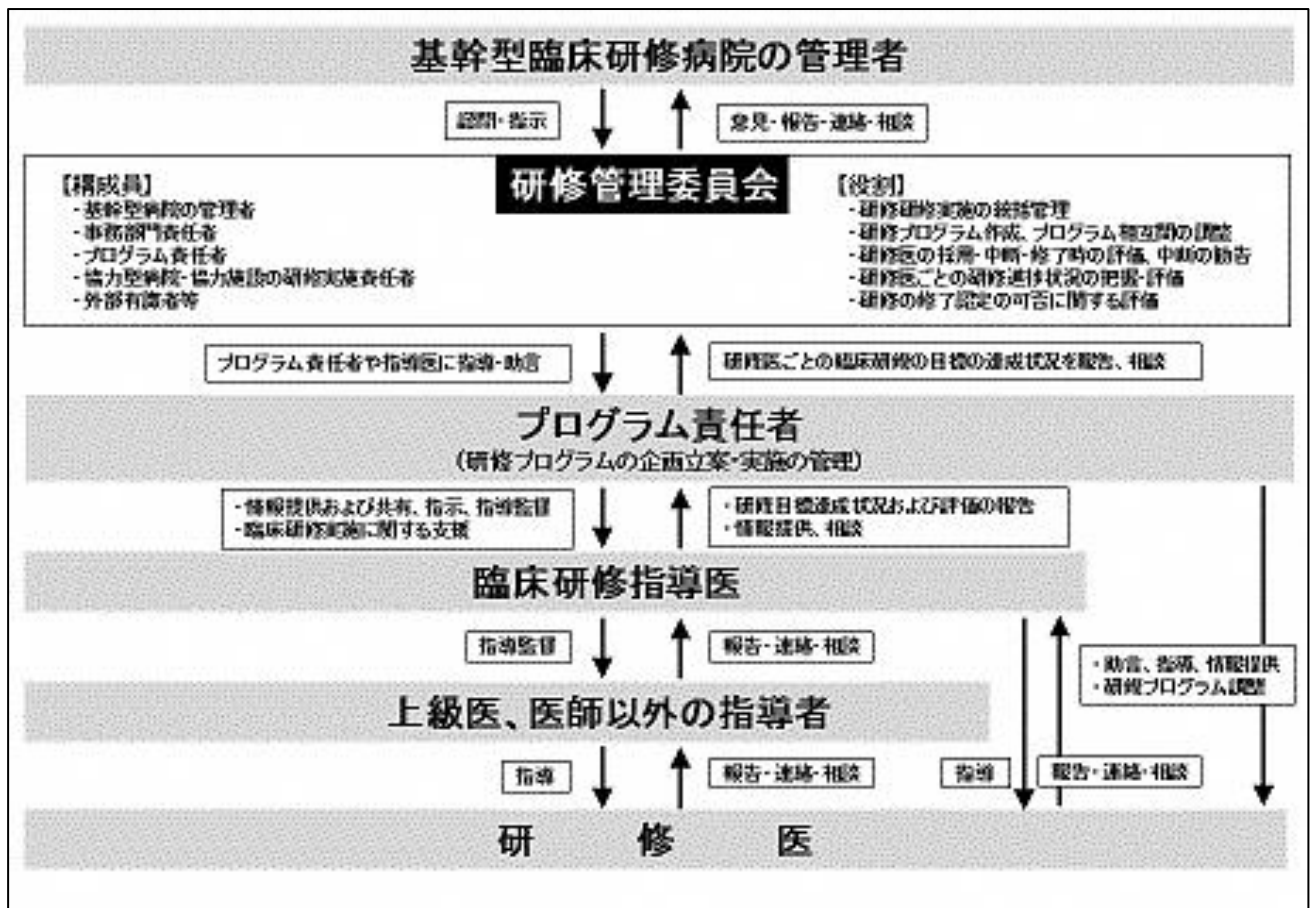 基幹型臨床研修病院の管理者
諮問・指示
意見・報告・連絡・相談
研修管理委員会
【構成員】
・基幹型病院の管理者
・事務部門責任者
・プログラム責任者
・協力型病院・協力施設の研修実施責任者
・外部有識者等
【役割】
・研修研修実施の統括管理
・研修プログラム作成、プログラム相互間の調整
・研修医の採用・中断・修了時の評価、中断の勧告
・研修医ごとの研修進捗状況の把握・評価
・研修の修了認定の可否に関する評価
プログラム責任者や指導医に指導・助言
研修医ごとの臨床研修の目標の達成状況を報告、相談
プログラム責任者
（研修プログラムの企画立案・実施の管理）
・情報提供および共有、指示、指導監督
・臨床研修実施に関する支援
・研修目標達成状況および評価の報告
・情報提供、相談
臨床研修指導医
指導監督
報告・連絡・相談
・助言、指導、情報提供
・研修プログラム調整
上級医、医師以外の指導者
指導
報告・連絡・相談
指導
報告・連絡・相談
研修医